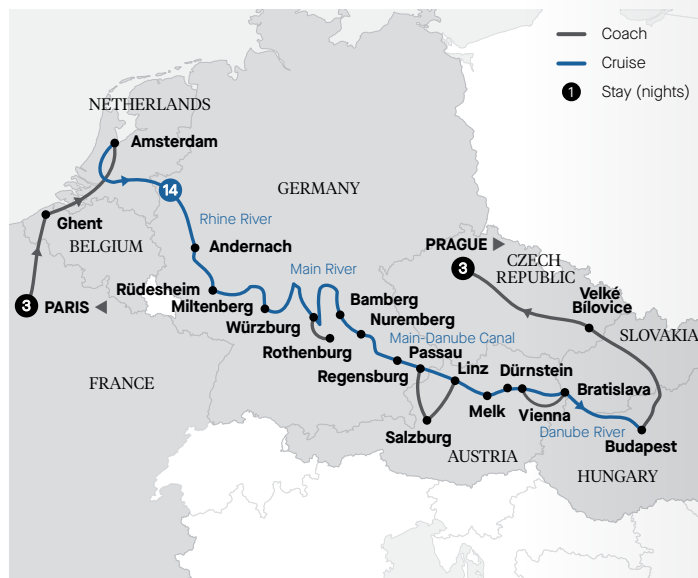 Coach
Cruise
1
Stay (nights)
NETHERLANDS
Amsterdam
14
GERMANY
Ghent
Rhine River
BELGIUM
Andernach
PRAGUE
3
CZECH
REPUBLIC
Main River
Rüdesheim
Miltenberg
3
PARIS
Bamberg
Velké
Bílovice
Würzburg
Nuremberg
SLOVAKIA
Rothenburg
Main-Danube Canal
Passau
Regensburg
Linz
Dürnstein
FRANCE
Bratislava
Melk
Vienna
Danube River
Salzburg
Budapest
AUSTRIA
HUNGARY